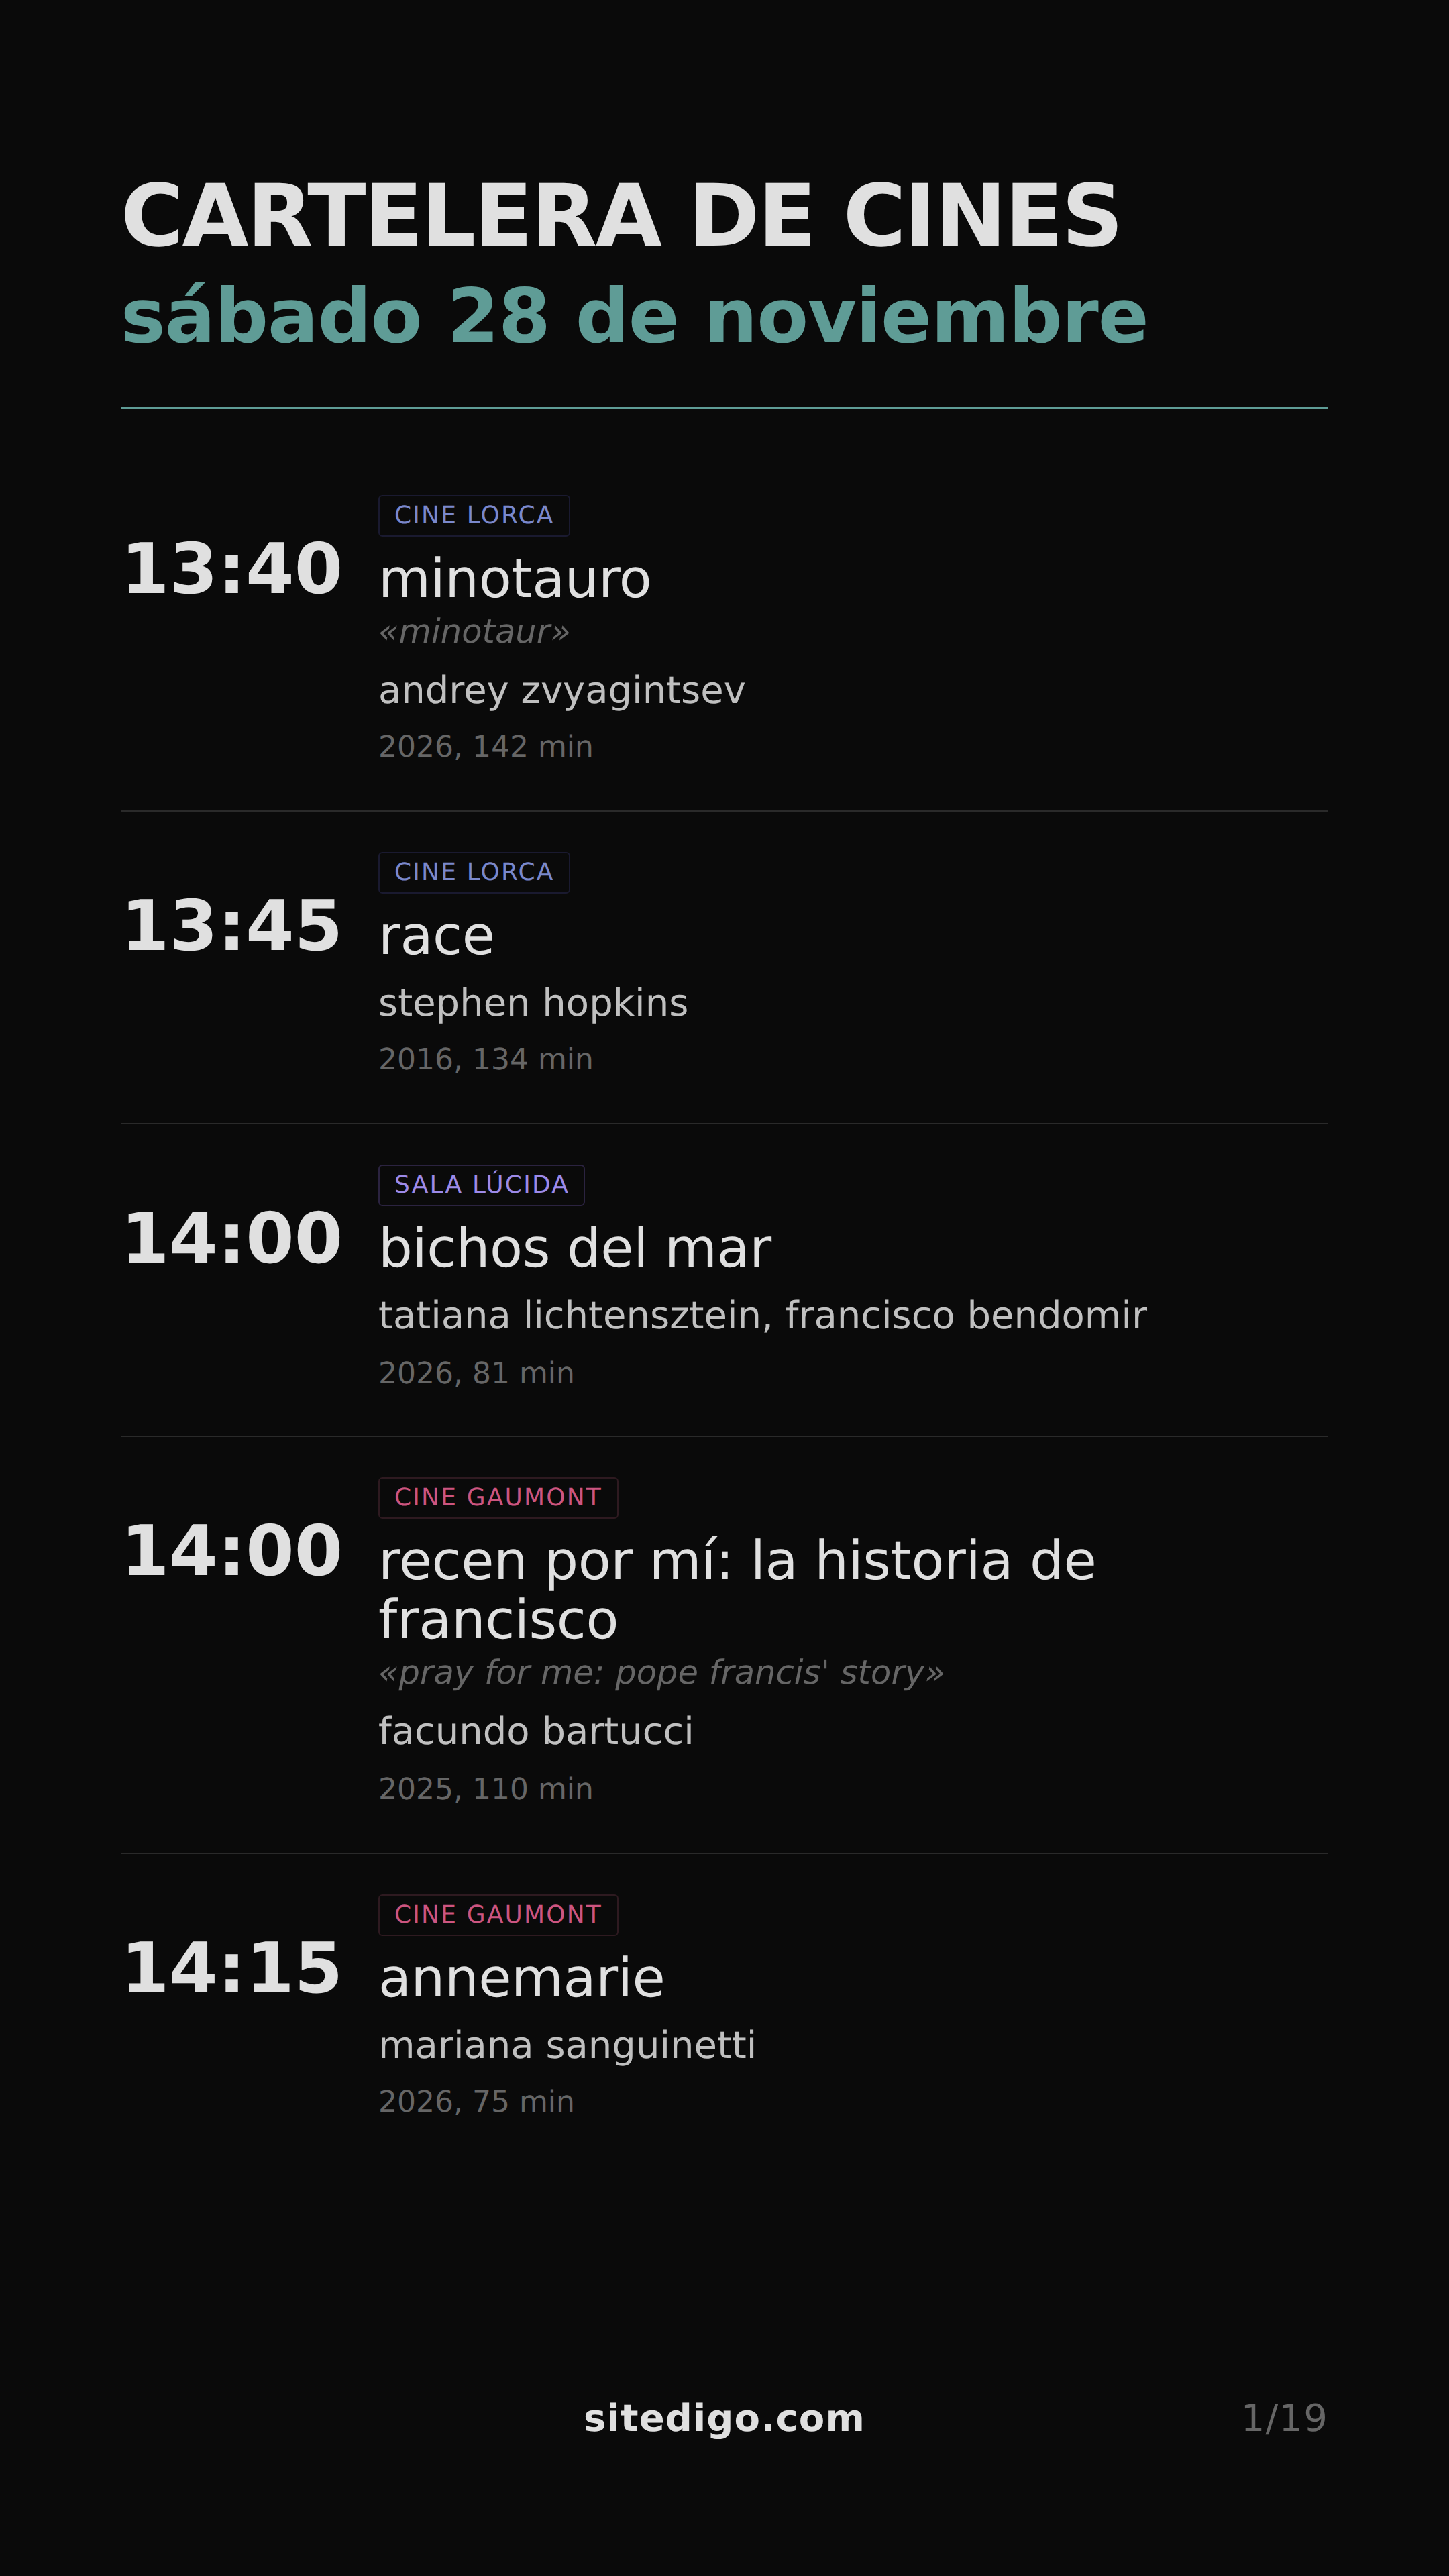 CARTELERA DE CINES
sábado 28 de noviembre
CINE LORCA
13:40
minotauro
«minotaur»
andrey zvyagintsev
2026, 142 min
CINE LORCA
13:45
race
stephen hopkins
2016, 134 min
SALA LÚCIDA
14:00
bichos del mar
tatiana lichtensztein, francisco bendomir
2026, 81 min
CINE GAUMONT
14:00
recen por mí: la historia de
francisco
«pray for me: pope francis' story»
facundo bartucci
2025, 110 min
CINE GAUMONT
14:15
annemarie
mariana sanguinetti
2026, 75 min
sitedigo.com
1/19